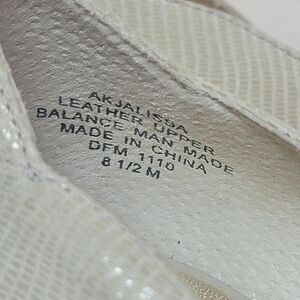 AKJALISSA
LEATHER UPPER
BALANCE MAN MADE
MADE IN CHINA
DFM 1110
8 1/2 M